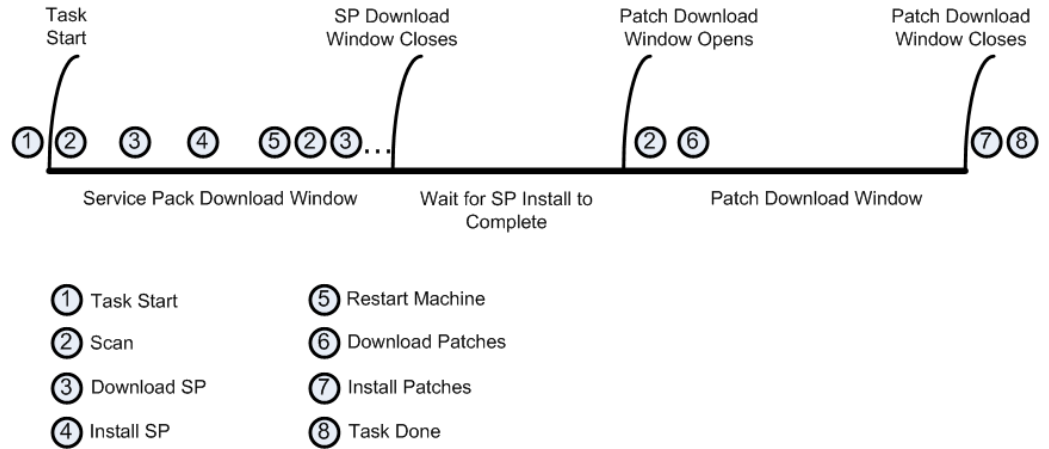 Task
Start
SP Download
Window Closes
Patch Download
Window Opens
Patch Download
Window Closes
1 2 3 4 5 2 3 ... 2 6 7 8
Service Pack Download Window
Wait for SP Install to
Complete
Patch Download Window
1 Task Start
2 Scan
3 Download SP
4 Install SP
5 Restart Machine
6 Download Patches
7 Install Patches
8 Task Done